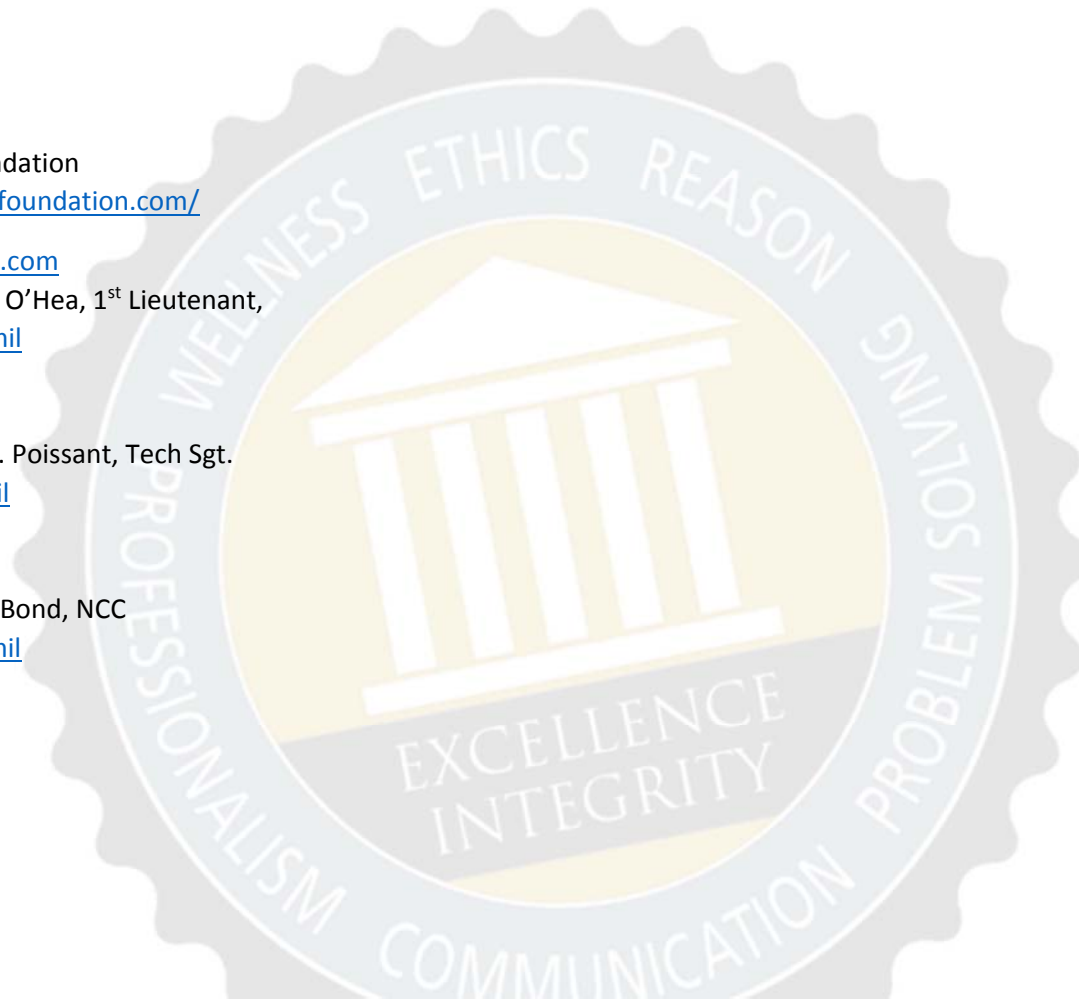 ndation
foundation.com/
.com
O’Hea, 1st Lieutenant,
nil
. Poissant, Tech Sgt.
il
Bond, NCC
nil
WELLNESS ETHICS REASON PROBLEM SOLVING COMMUNICATION PROFESSIONALISM
EXCELLENCE
INTEGRITY